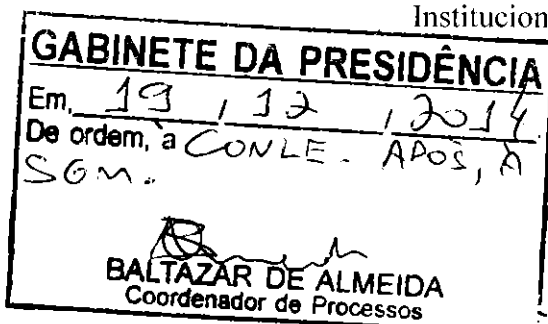 Institucion
GABINETE DA PRESIDÊNCIA
Em, 19 / 12 / 2014
De ordem, à CONLE. APÓS, À
SGM.
BALTAZAR DE ALMEIDA
Coordenador de Processos